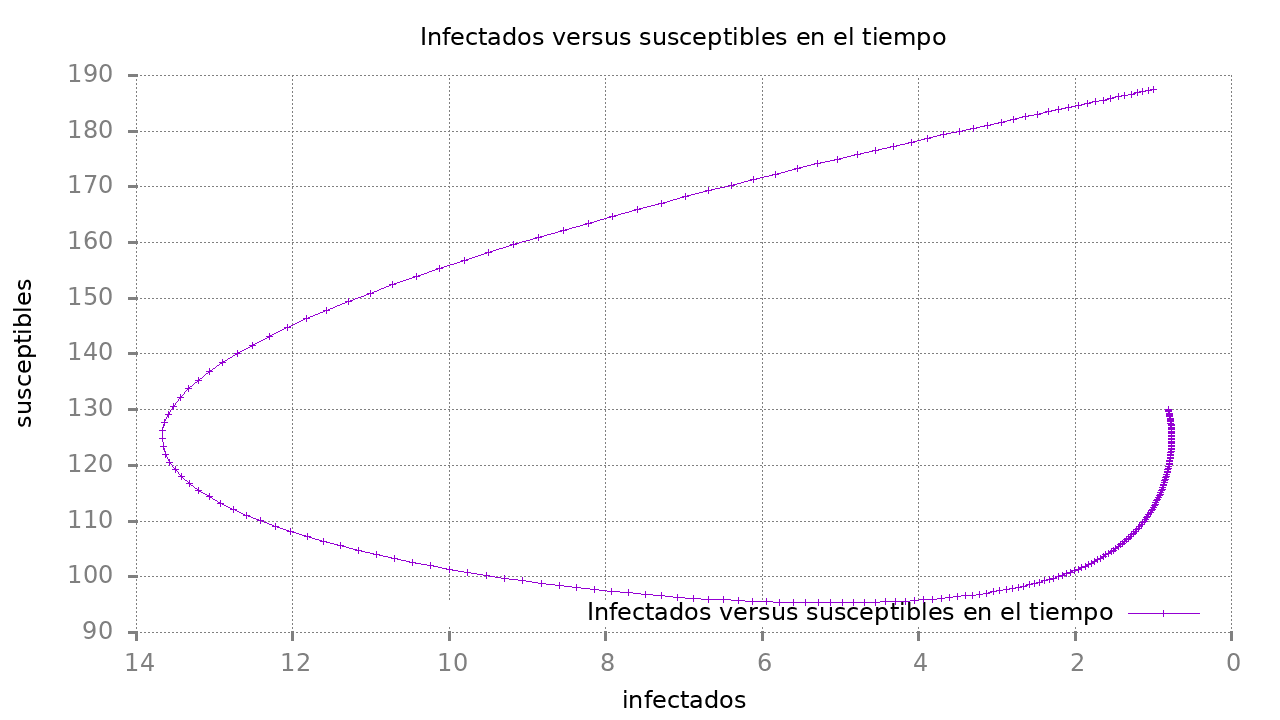 Infectados versus susceptibles en el tiempo
190
180
170
160
150
140
130
120
110
100
90
susceptibles
Infectados versus susceptibles en el tiempo
14 12 10 8 6 4 2 0
infectados